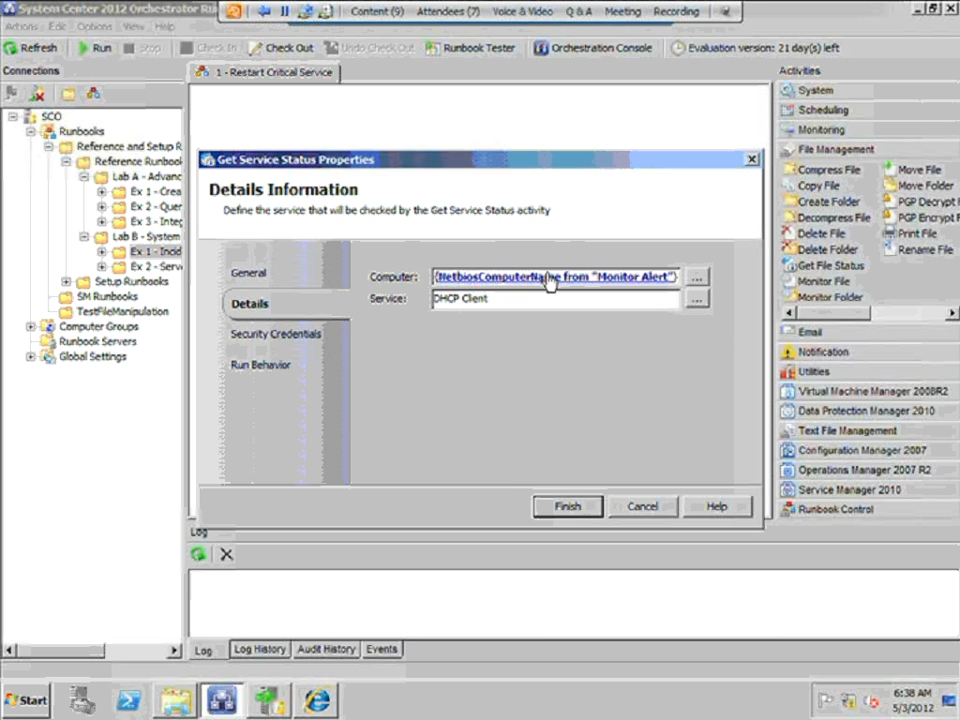 System Center 2012 Orchestrator Ru
Content (9) Attendees (7) Voice & Video Q & A Meeting Recording
Actions Edit Options View Help
Refresh Run Stop Check In Check Out Undo Check Out Runbook Tester Orchestration Console Evaluation version: 21 day(s) left
Connections
1 - Restart Critical Service
Activities
SCO
Runbooks
Reference and Setup R
Reference Runbook
Lab A - Advanc
Ex 1 - Crea
Ex 2 - Quer
Ex 3 - Integ
Lab B - System
Ex 1 - Incid
Ex 2 - Serv
Setup Runbooks
SM Runbooks
TestFileManipulation
Computer Groups
Runbook Servers
Global Settings
Get Service Status Properties
Details Information
Define the service that will be checked by the Get Service Status activity
General
Details
Security Credentials
Run Behavior
Computer: {NetbiosComputerName from "Monitor Alert"} ...
Service: DHCP Client ...
Finish Cancel Help
System
Scheduling
Monitoring
File Management
Compress File Move File
Copy File Move Folder
Create Folder PGP Decrypt
Decompress File PGP Encrypt
Delete File Print File
Delete Folder Rename File
Get File Status
Monitor File
Monitor Folder
Email
Notification
Utilities
Virtual Machine Manager 2008R2
Data Protection Manager 2010
Text File Management
Configuration Manager 2007
Operations Manager 2007 R2
Service Manager 2010
Runbook Control
Log
Log Log History Audit History Events
Start
6:38 AM
5/3/2012